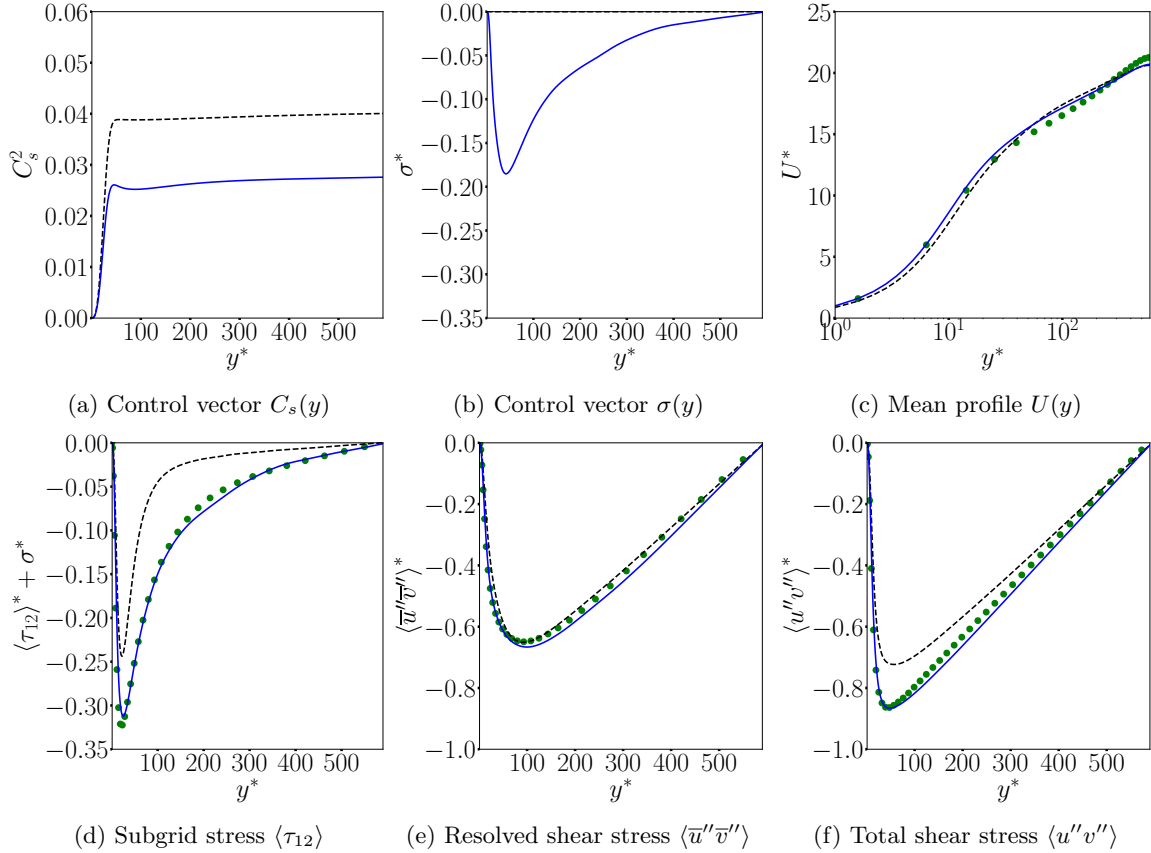 0.06
0.05
0.04
0.03
0.02
0.01
0.00
C_s^2
100 200 300 400 500
y*
(a) Control vector C_s(y)
0.00
−0.05
−0.10
−0.15
−0.20
−0.25
−0.30
−0.35
σ*
100 200 300 400 500
y*
(b) Control vector σ(y)
25
20
15
10
5
0
U*
10^0 10^1 10^2
y*
(c) Mean profile U(y)
0.00
−0.05
−0.10
−0.15
−0.20
−0.25
−0.30
−0.35
⟨τ_12⟩* + σ*
100 200 300 400 500
y*
(d) Subgrid stress ⟨τ_12⟩
0.0
−0.2
−0.4
−0.6
−0.8
−1.0
⟨u̅″v̅″⟩*
100 200 300 400 500
y*
(e) Resolved shear stress ⟨u̅″v̅″⟩
0.0
−0.2
−0.4
−0.6
−0.8
−1.0
⟨u″v″⟩*
100 200 300 400 500
y*
(f) Total shear stress ⟨u″v″⟩